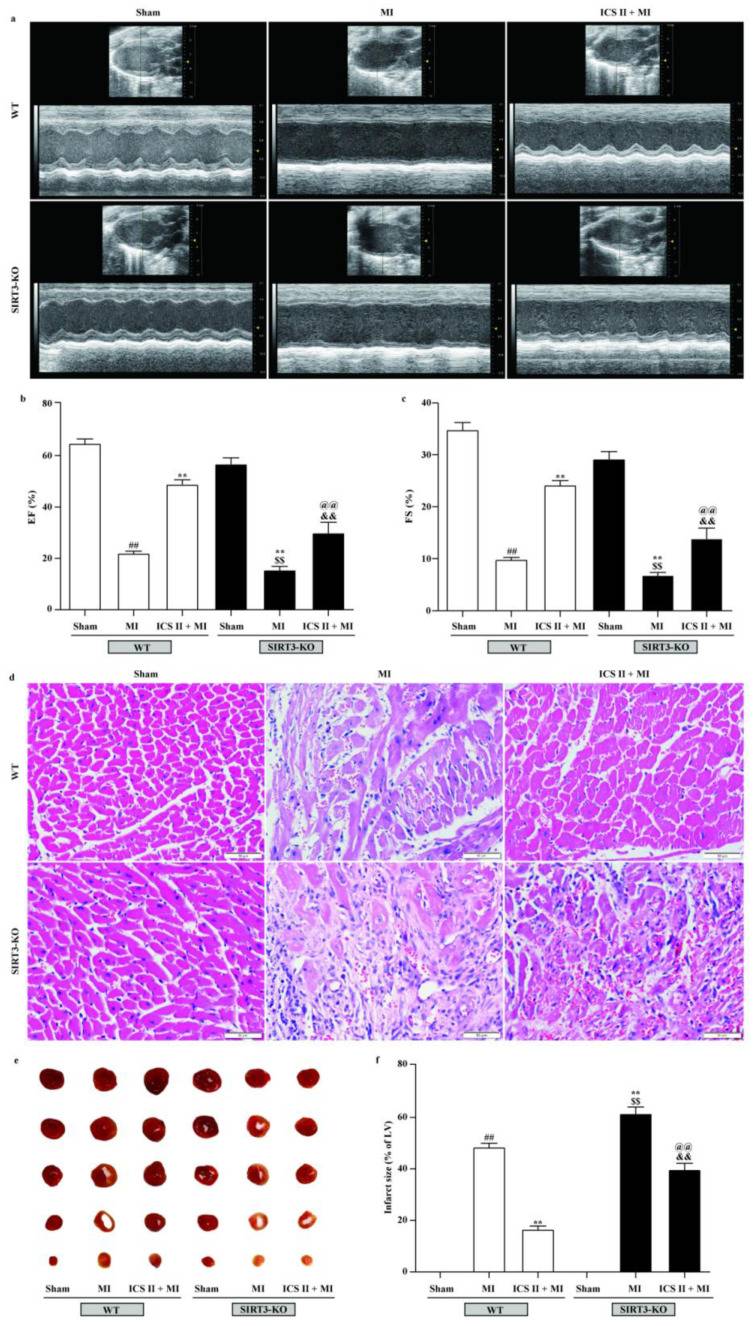 a
Sham MI ICS II + MI
WT
SIRT3-KO
b
EF (%)
80
60
40
20
0
##
**
**
$$
@@
&&
Sham MI ICS II + MI Sham MI ICS II + MI
WT SIRT3-KO
c
FS (%)
40
30
20
10
0
##
**
**
$$
@@
&&
Sham MI ICS II + MI Sham MI ICS II + MI
WT SIRT3-KO
d
Sham MI ICS II + MI
WT
SIRT3-KO
e
Sham MI ICS II + MI Sham MI ICS II + MI
WT SIRT3-KO
f
Infarct size (% of LV)
80
60
40
20
0
##
**
**
$$
@@
&&
Sham MI ICS II + MI Sham MI ICS II + MI
WT SIRT3-KO